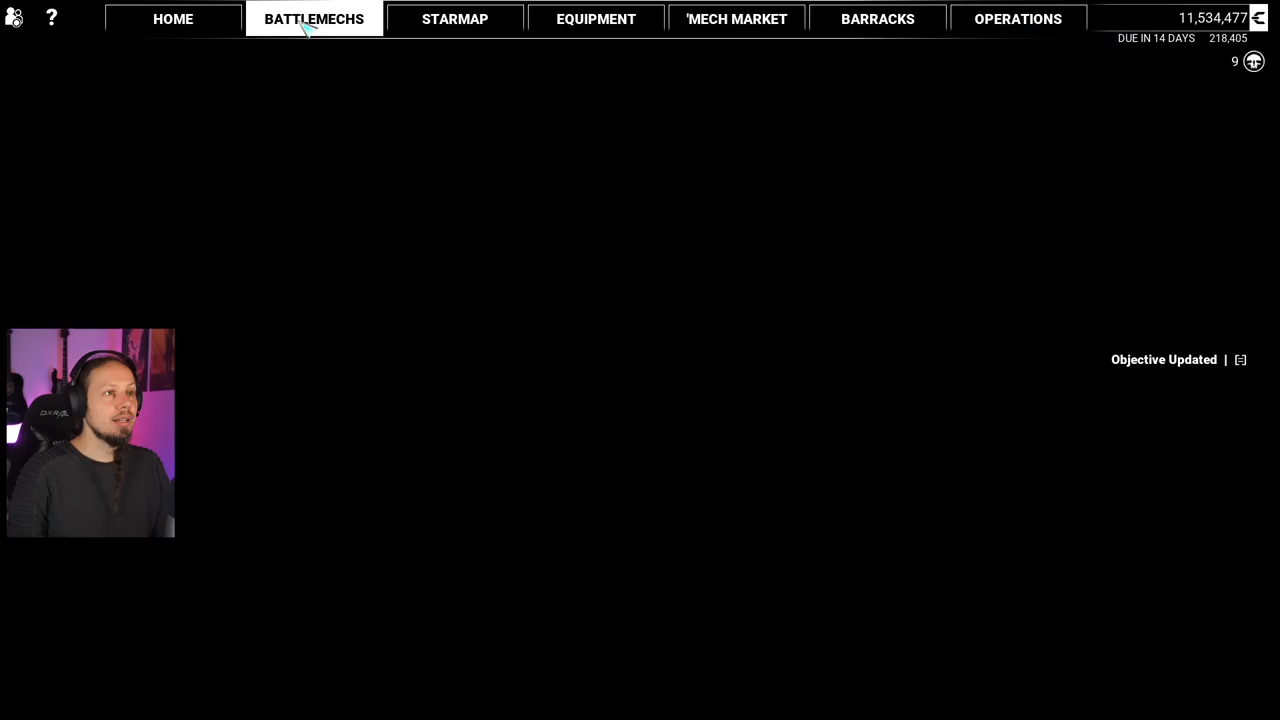 ?
HOME
BATTLEMECHS
STARMAP
EQUIPMENT
'MECH MARKET
BARRACKS
OPERATIONS
11,534,477
DUE IN 14 DAYS 218,405
9
Objective Updated | [=]
DXRACER